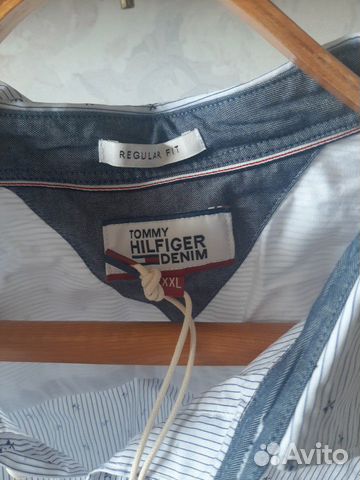 REGULAR FIT
TOMMY
HILFIGER
DENIM
XXL
Avito